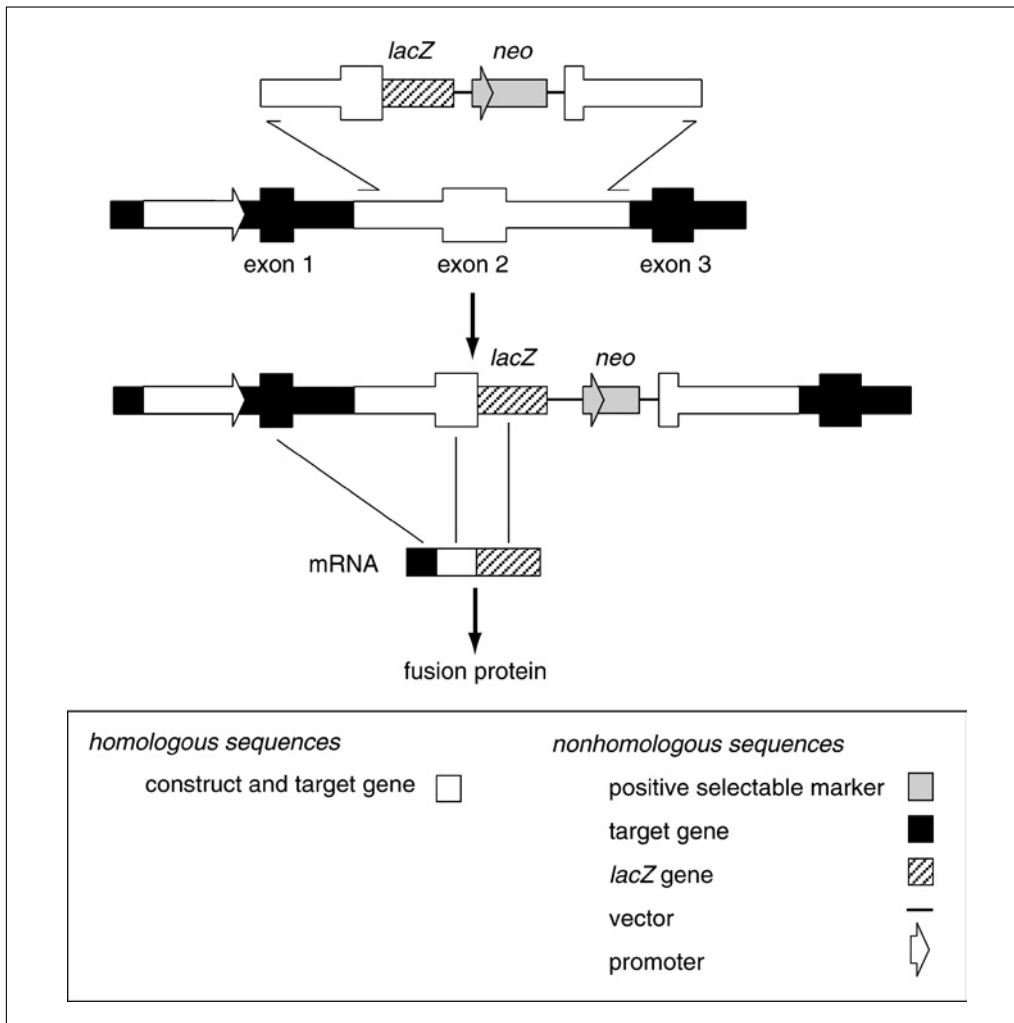 lacZ neo
exon 1 exon 2 exon 3
lacZ neo
mRNA
fusion protein
homologous sequences
construct and target gene
nonhomologous sequences
positive selectable marker
target gene
lacZ gene
vector
promoter